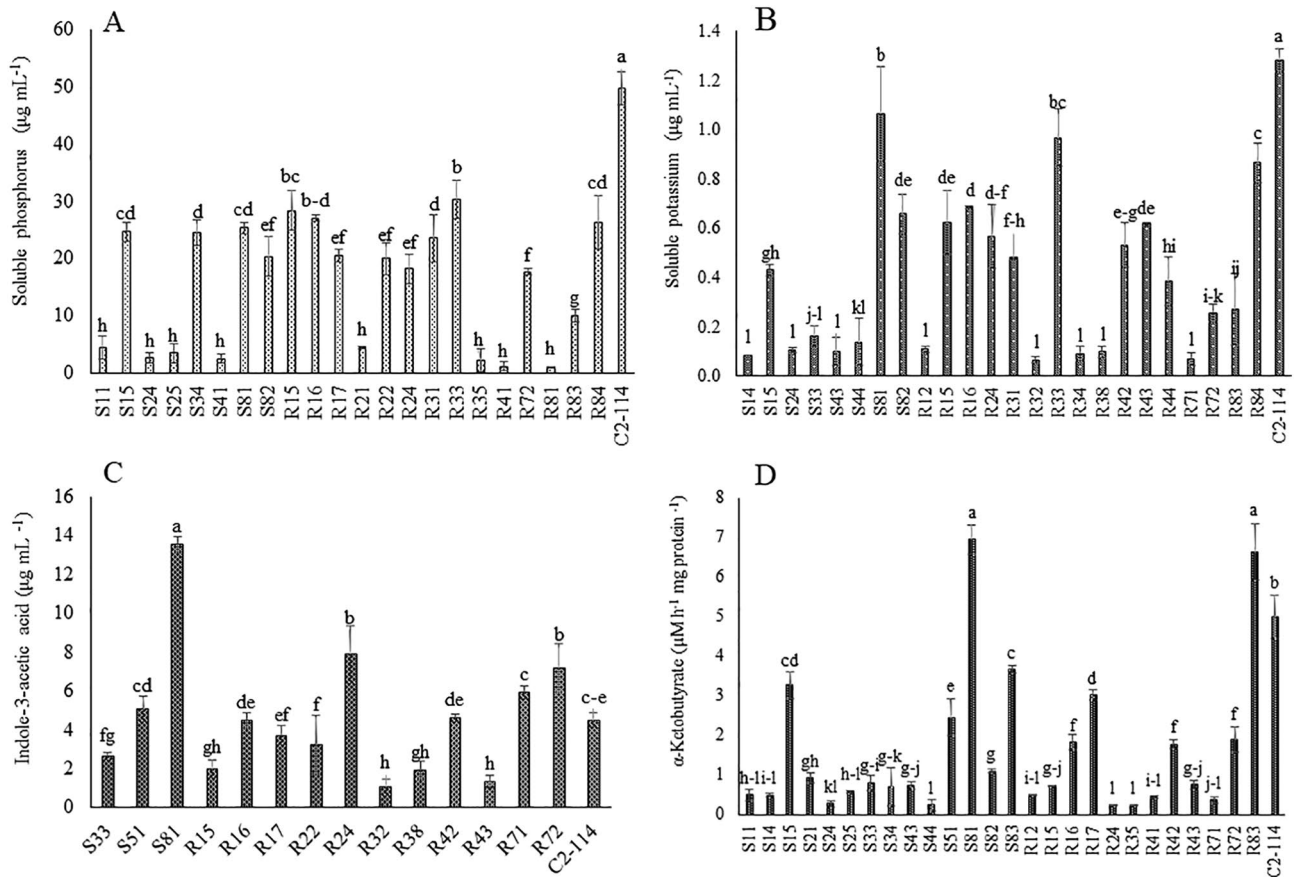 A
Soluble phosphorus (µg mL-1)
60
50
40
30
20
10
0
h cd h h d h cd ef bc b-d ef h ef ef d b h h f h g cd a
S11 S15 S24 S25 S34 S41 S81 S82 R15 R16 R17 R21 R22 R24 R31 R33 R35 R41 R72 R81 R83 R84 C2-114
B
Soluble potassium (µg mL-1)
1.4
1.2
1.0
0.8
0.6
0.4
0.2
0.0
l gh l j-l l kl b de l de d d-f f-h l bc l l e-g de hi l i-k ij c a
S14 S15 S24 S33 S43 S44 S81 S82 R12 R15 R16 R24 R31 R32 R33 R34 R38 R42 R43 R44 R71 R72 R83 R84 C2-114
C
Indole-3-acetic acid (µg mL -1)
16
14
12
10
8
6
4
2
0
fg cd a gh de ef f b h gh de h c b c-e
S33 S51 S81 R15 R16 R17 R22 R24 R32 R38 R42 R43 R71 R72 C2-114
D
α-Ketobutyrate (µM h-1 mg protein -1)
8
7
6
5
4
3
2
1
0
h-l i-l cd gh kl h-l g-i g-k g-j l e a g c i-l g-j f d l l i-l f g-j j-l f a b
S11 S14 S15 S21 S24 S25 S33 S34 S43 S44 S51 S81 S82 S83 R12 R15 R16 R17 R24 R35 R41 R42 R43 R71 R72 R83 C2-114